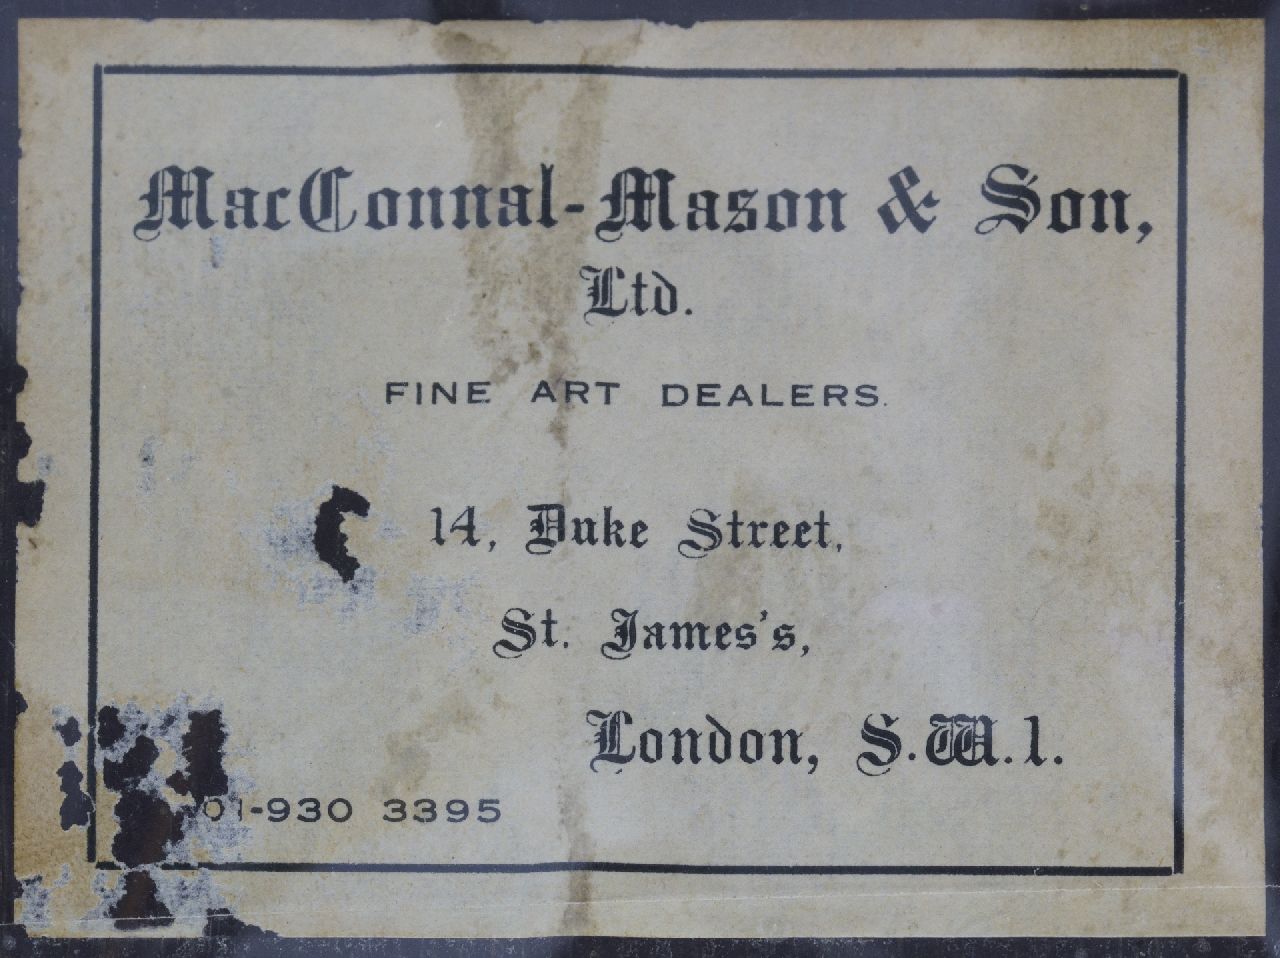 MacConnal-Mason & Son,
Ltd.
FINE ART DEALERS.
14, Duke Street,
St. James's,
London, S.W.1.
01-930 3395